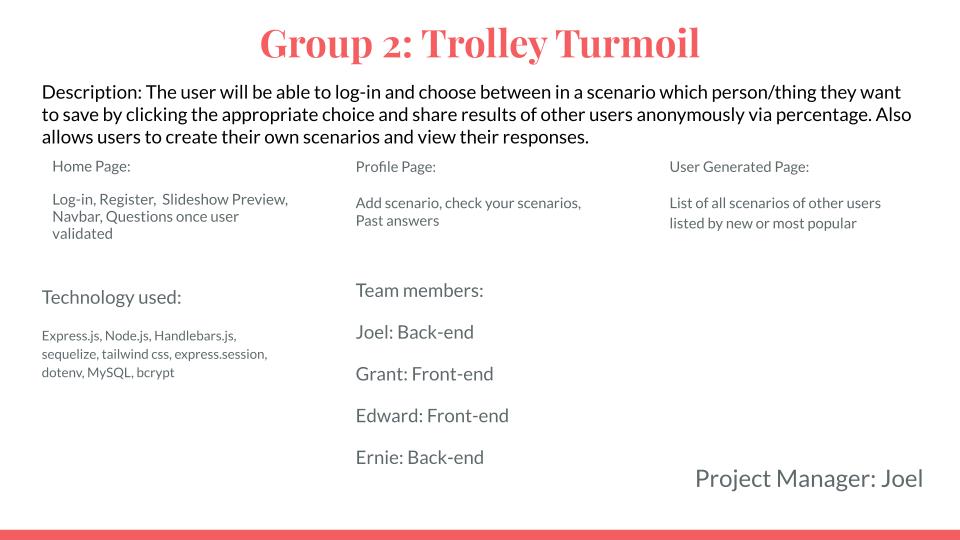 Group 2: Trolley Turmoil
Description: The user will be able to log-in and choose between in a scenario which person/thing they want
to save by clicking the appropriate choice and share results of other users anonymously via percentage. Also
allows users to create their own scenarios and view their responses.
Home Page:
Log-in, Register, Slideshow Preview,
Navbar, Questions once user
validated
Profile Page:
Add scenario, check your scenarios,
Past answers
User Generated Page:
List of all scenarios of other users
listed by new or most popular
Technology used:
Express.js, Node.js, Handlebars.js,
sequelize, tailwind css, express.session,
dotenv, MySQL, bcrypt
Team members:
Joel: Back-end
Grant: Front-end
Edward: Front-end
Ernie: Back-end
Project Manager: Joel